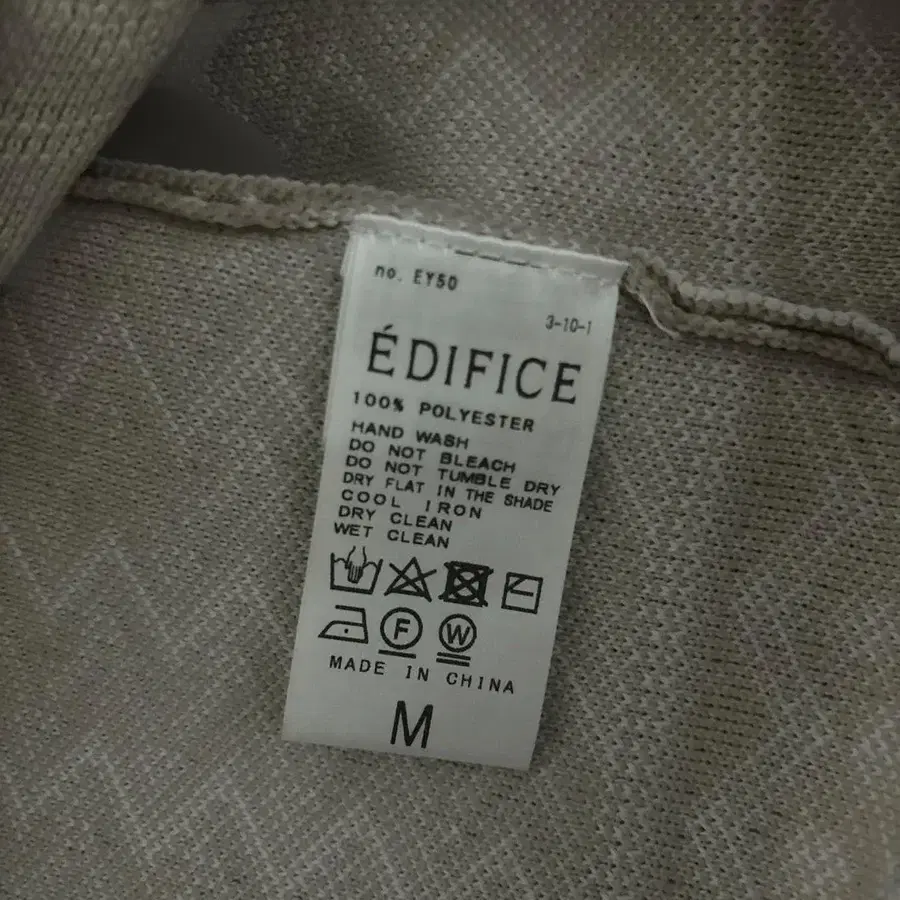 no. EY50
3-10-1
ÉDIFICE
100% POLYESTER
HAND WASH
DO NOT BLEACH
DO NOT TUMBLE DRY
DRY FLAT IN THE SHADE
COOL IRON
DRY CLEAN
WET CLEAN
F W
MADE IN CHINA
M